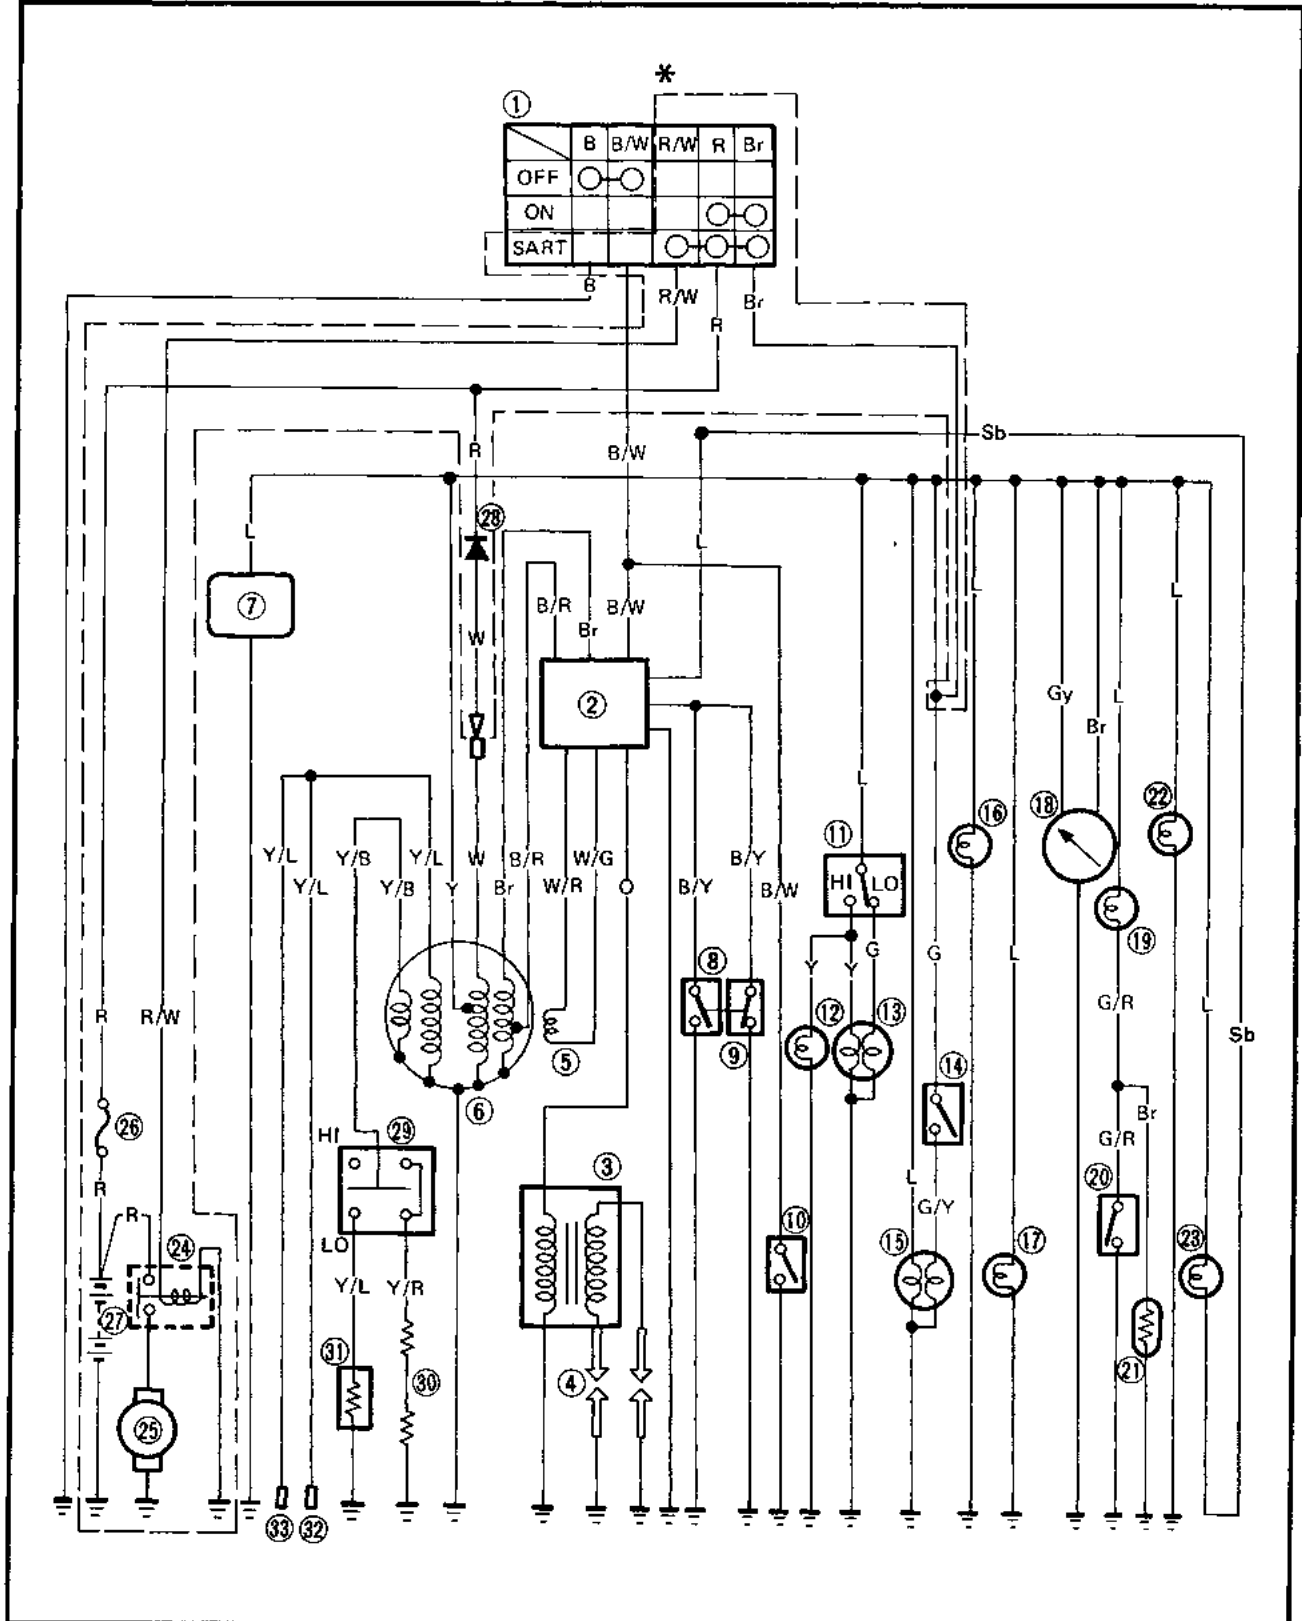 *
①
B B/W R/W R Br
OFF
ON
SART
B
R/W
Br
R
Sb
R
B/W
㉘
L
L
L
L
⑦
B/R
B/W
Br
W
②
Gy
L
Br
L
⑱
㉒
⑯
⑪
HI LO
Y/L
Y/B
Y/L
W
B/R
W/G
B/Y
Y/L
Y/B
Y
Br
W/R
O
B/Y
B/W
⑲
Y
Y
G
G
L
⑧
⑨
⑫
⑬
G/R
L
R
R/W
⑤
Sb
⑭
⑥
㉖
HI
㉙
Br
G/R
R
③
⑳
L
G/Y
R
⑩
LO
㉔
⑮
⑰
㉓
Y/L
Y/R
㉗
㉛
㉚
④
㉑
㉕
㉝
㉜